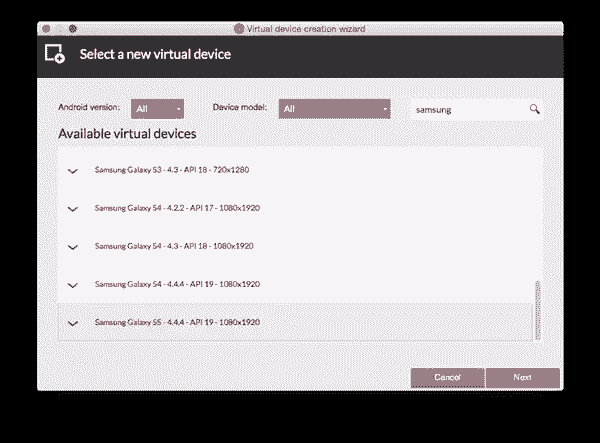 Virtual device creation wizard
Select a new virtual device
Android version: All Device model: All samsung
Available virtual devices
Samsung Galaxy S3 - 4.3 - API 18 - 720x1280
Samsung Galaxy S4 - 4.2.2 - API 17 - 1080x1920
Samsung Galaxy S4 - 4.3 - API 18 - 1080x1920
Samsung Galaxy S4 - 4.4.4 - API 19 - 1080x1920
Samsung Galaxy S5 - 4.4.4 - API 19 - 1080x1920
Cancel Next